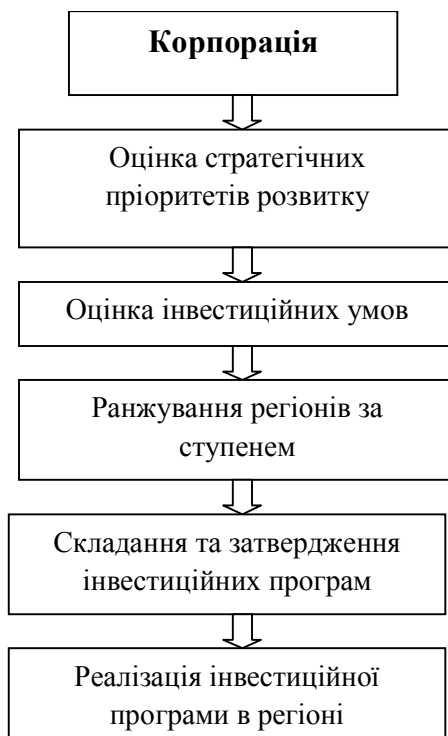 Корпорація
Оцінка стратегічних
пріоритетів розвитку
Оцінка інвестиційних умов
Ранжування регіонів за
ступенем
Складання та затвердження
інвестиційних програм
Реалізація інвестиційної
програми в регіоні